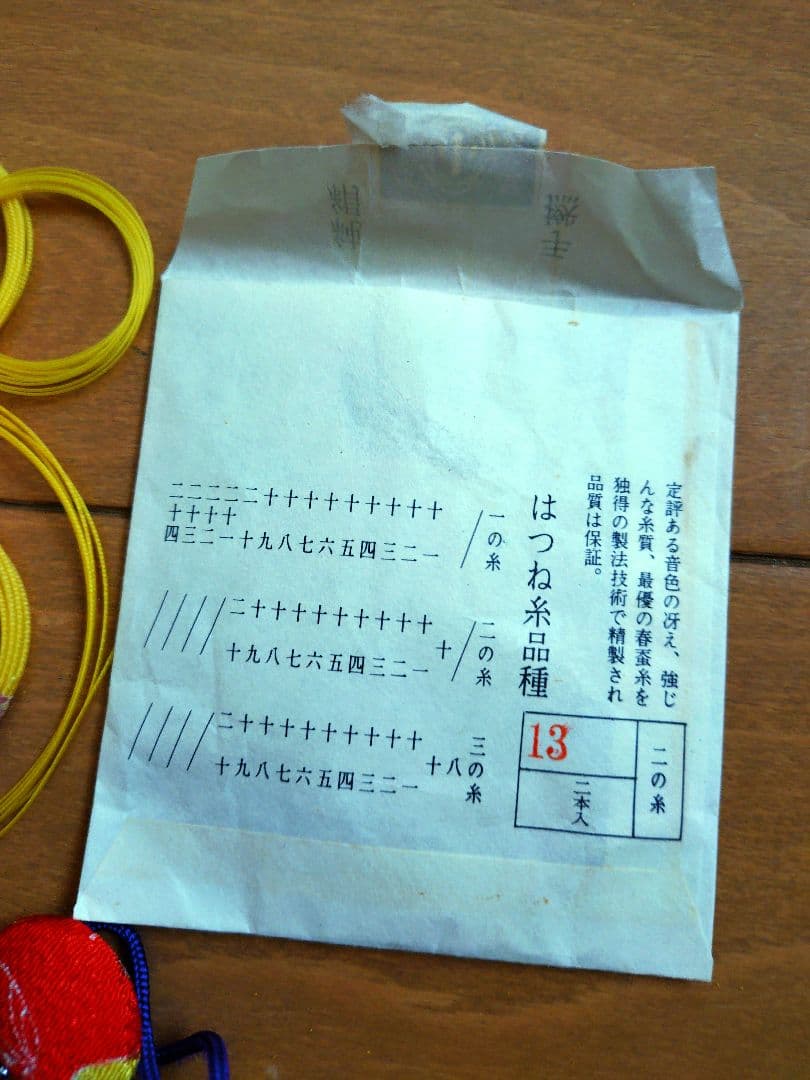 純絹
手撚
定評ある音色の冴え、強じ
んな糸質、最優の春蚕糸を
独得の製法技術で精製され
品質は保証。
はつね糸品種
二の糸
13
二本入
一の糸 ／ 十一 十二 十三 十四 十五 十六 十七 十八 十九 二十 二十一 二十二 二十三 二十四
二の糸 ／ 十 十一 十二 十三 十四 十五 十六 十七 十八 十九 二十 ／ ／ ／ ／
三の糸 八 十 十一 十二 十三 十四 十五 十六 十七 十八 十九 二十 ／ ／ ／ ／